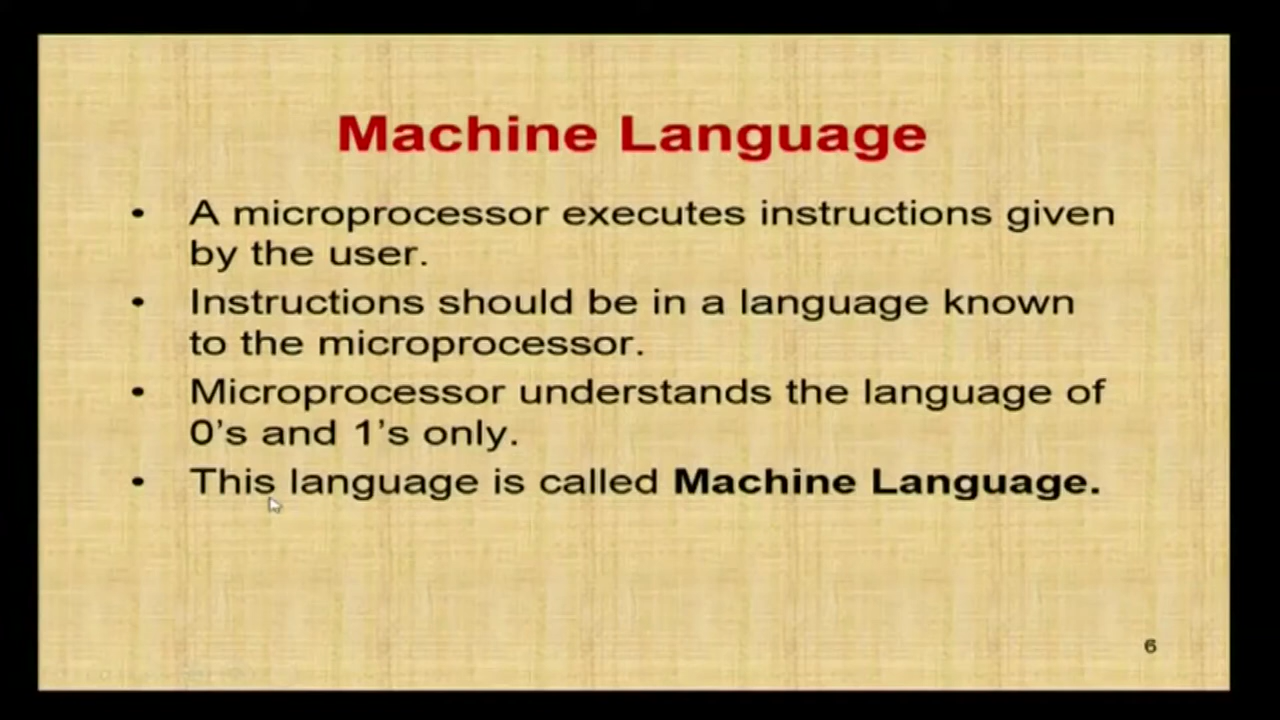 Machine Language
• A microprocessor executes instructions given
by the user.
• Instructions should be in a language known
to the microprocessor.
• Microprocessor understands the language of
0’s and 1’s only.
• This language is called Machine Language.
6